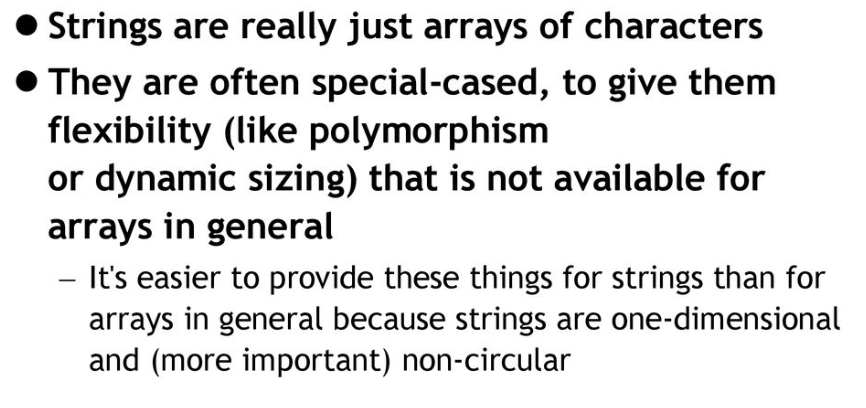 ● Strings are really just arrays of characters
● They are often special-cased, to give them
flexibility (like polymorphism
or dynamic sizing) that is not available for
arrays in general
– It's easier to provide these things for strings than for
arrays in general because strings are one-dimensional
and (more important) non-circular